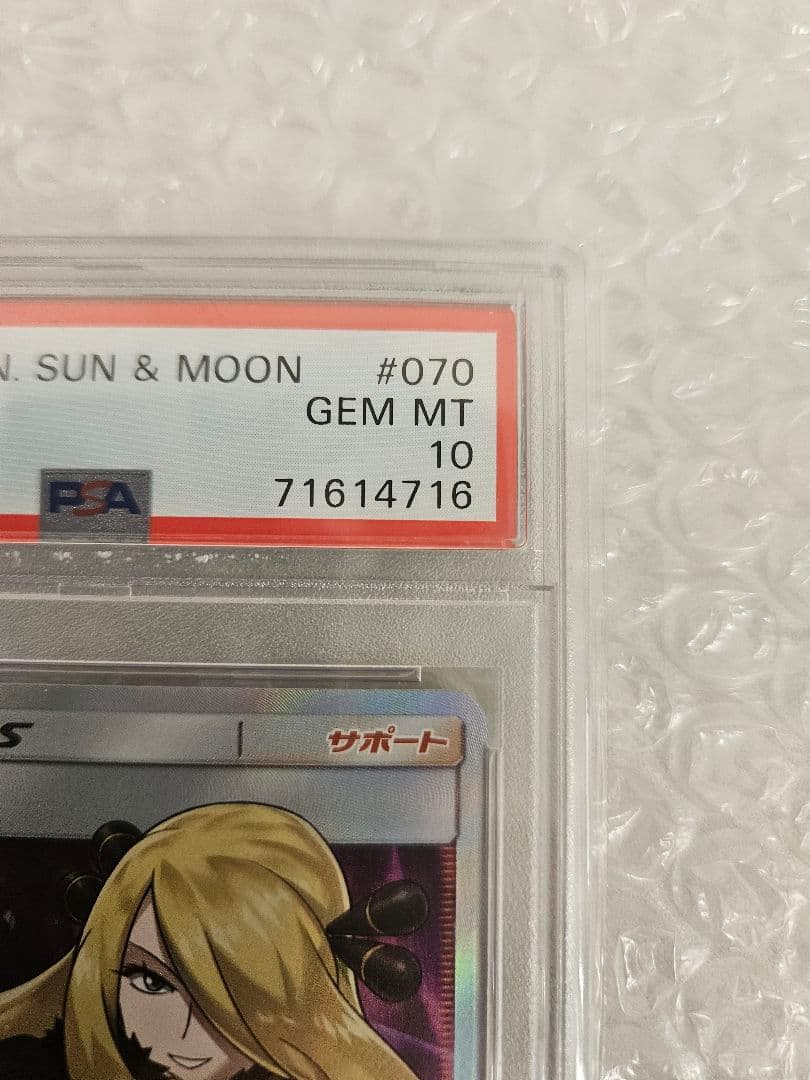 N. SUN & MOON #070
GEM MT
10
PSA 71614716
S
サポート